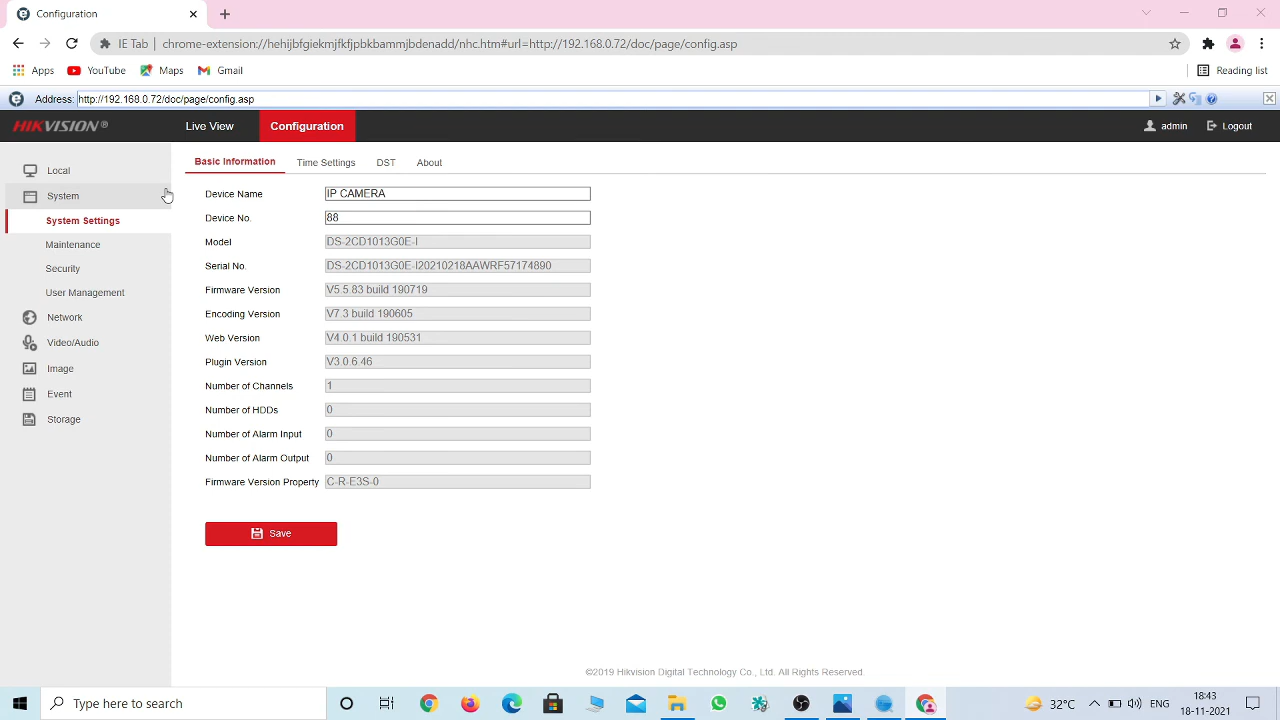 Configuration
IE Tab | chrome-extension://hehijbfgiekmjfkfjpbkbammjbdenadd/nhc.htm#url=http://192.168.0.72/doc/page/config.asp
Apps YouTube Maps Gmail Reading list
Address: http://192.168.0.72/doc/page/config.asp
HIKVISION® Live View Configuration admin Logout
Local
System
System Settings
Maintenance
Security
User Management
Network
Video/Audio
Image
Event
Storage
Basic Information Time Settings DST About
Device Name IP CAMERA
Device No. 88
Model DS-2CD1013G0E-I
Serial No. DS-2CD1013G0E-I20210218AAWRF57174890
Firmware Version V5.5.83 build 190719
Encoding Version V7.3 build 190605
Web Version V4.0.1 build 190531
Plugin Version V3.0.6.46
Number of Channels 1
Number of HDDs 0
Number of Alarm Input 0
Number of Alarm Output 0
Firmware Version Property C-R-E3S-0
Save
©2019 Hikvision Digital Technology Co., Ltd. All Rights Reserved.
Type here to search 32°C ENG 18:43
18-11-2021